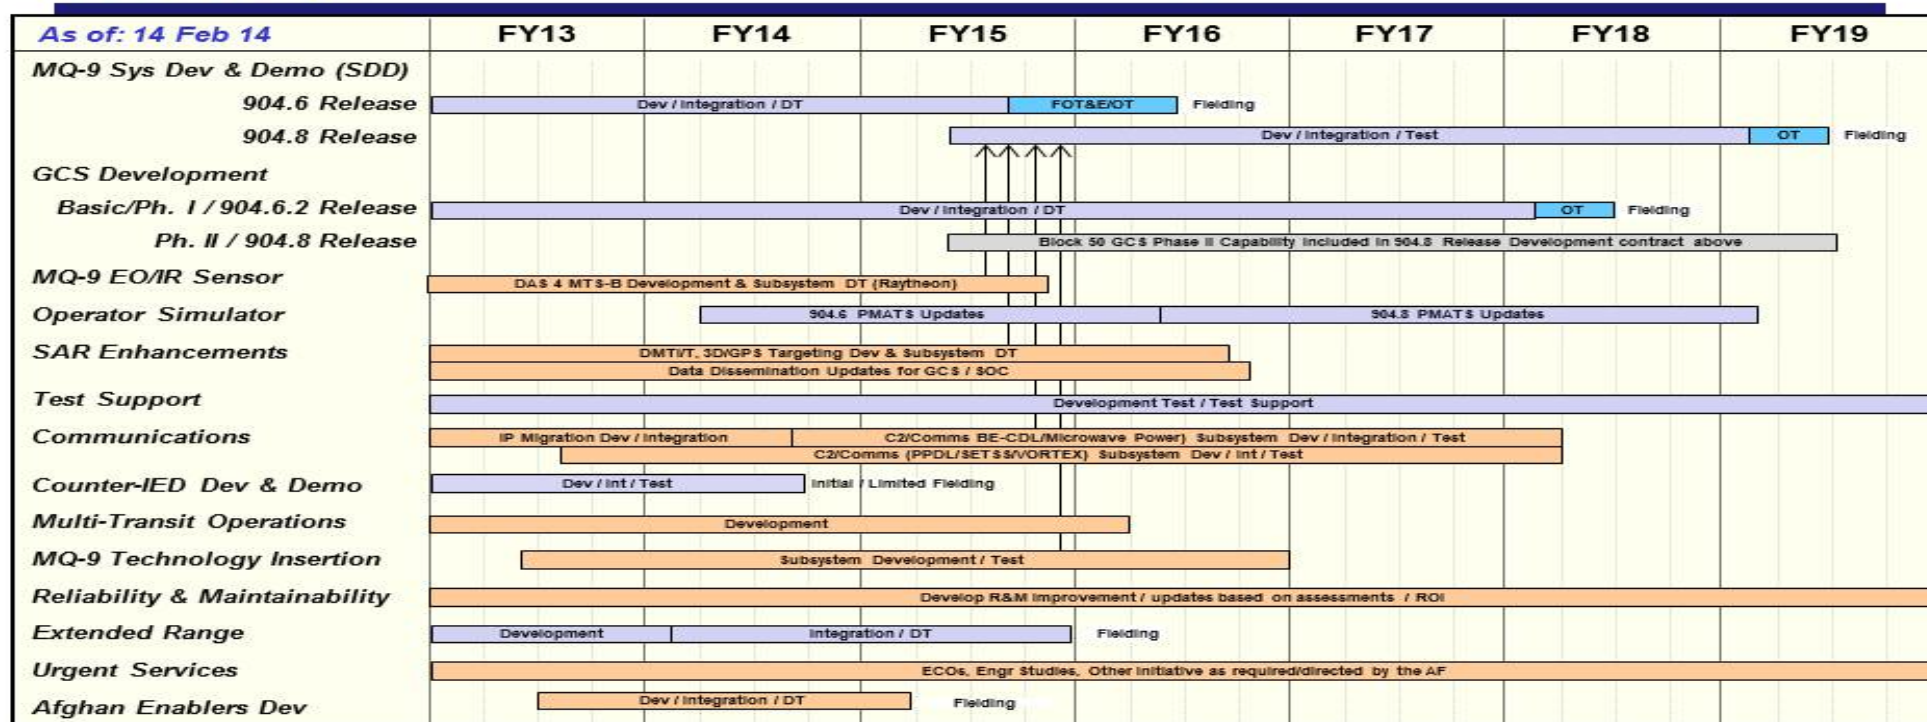 As of: 14 Feb 14 FY13 FY14 FY15 FY16 FY17 FY18 FY19
MQ-9 Sys Dev & Demo (SDD)
904.6 Release Dev / Integration / DT FOT&E/OT Fielding
904.8 Release Dev / Integration / Test OT Fielding
GCS Development
Basic/Ph. I / 904.6.2 Release Dev / Integration / DT OT Fielding
Ph. II / 904.8 Release Block 50 GCS Phase II Capability Included in 904.8 Release Development contract above
MQ-9 EO/IR Sensor DAS 4 MTS-B Development & Subsystem DT (Raytheon)
Operator Simulator 904.6 PMATS Updates 904.8 PMATS Updates
SAR Enhancements DMTI/T, 3D/GPS Targeting Dev & Subsystem DT
Data Dissemination Updates for GCS / SOC
Test Support Development Test / Test Support
Communications IP Migration Dev / Integration C2/Comms BE-CDL/Microwave Power) Subsystem Dev / Integration / Test
C2/Comms (PPDL/SETSS/VORTEX) Subsystem Dev / Int / Test
Counter-IED Dev & Demo Dev / Int / Test Initial / Limited Fielding
Multi-Transit Operations Development
MQ-9 Technology Insertion Subsystem Development / Test
Reliability & Maintainability Develop R&M Improvement / updates based on assessments / ROI
Extended Range Development Integration / DT Fielding
Urgent Services ECOs, Engr Studies, Other Initiative as required/directed by the AF
Afghan Enablers Dev Dev / Integration / DT Fielding